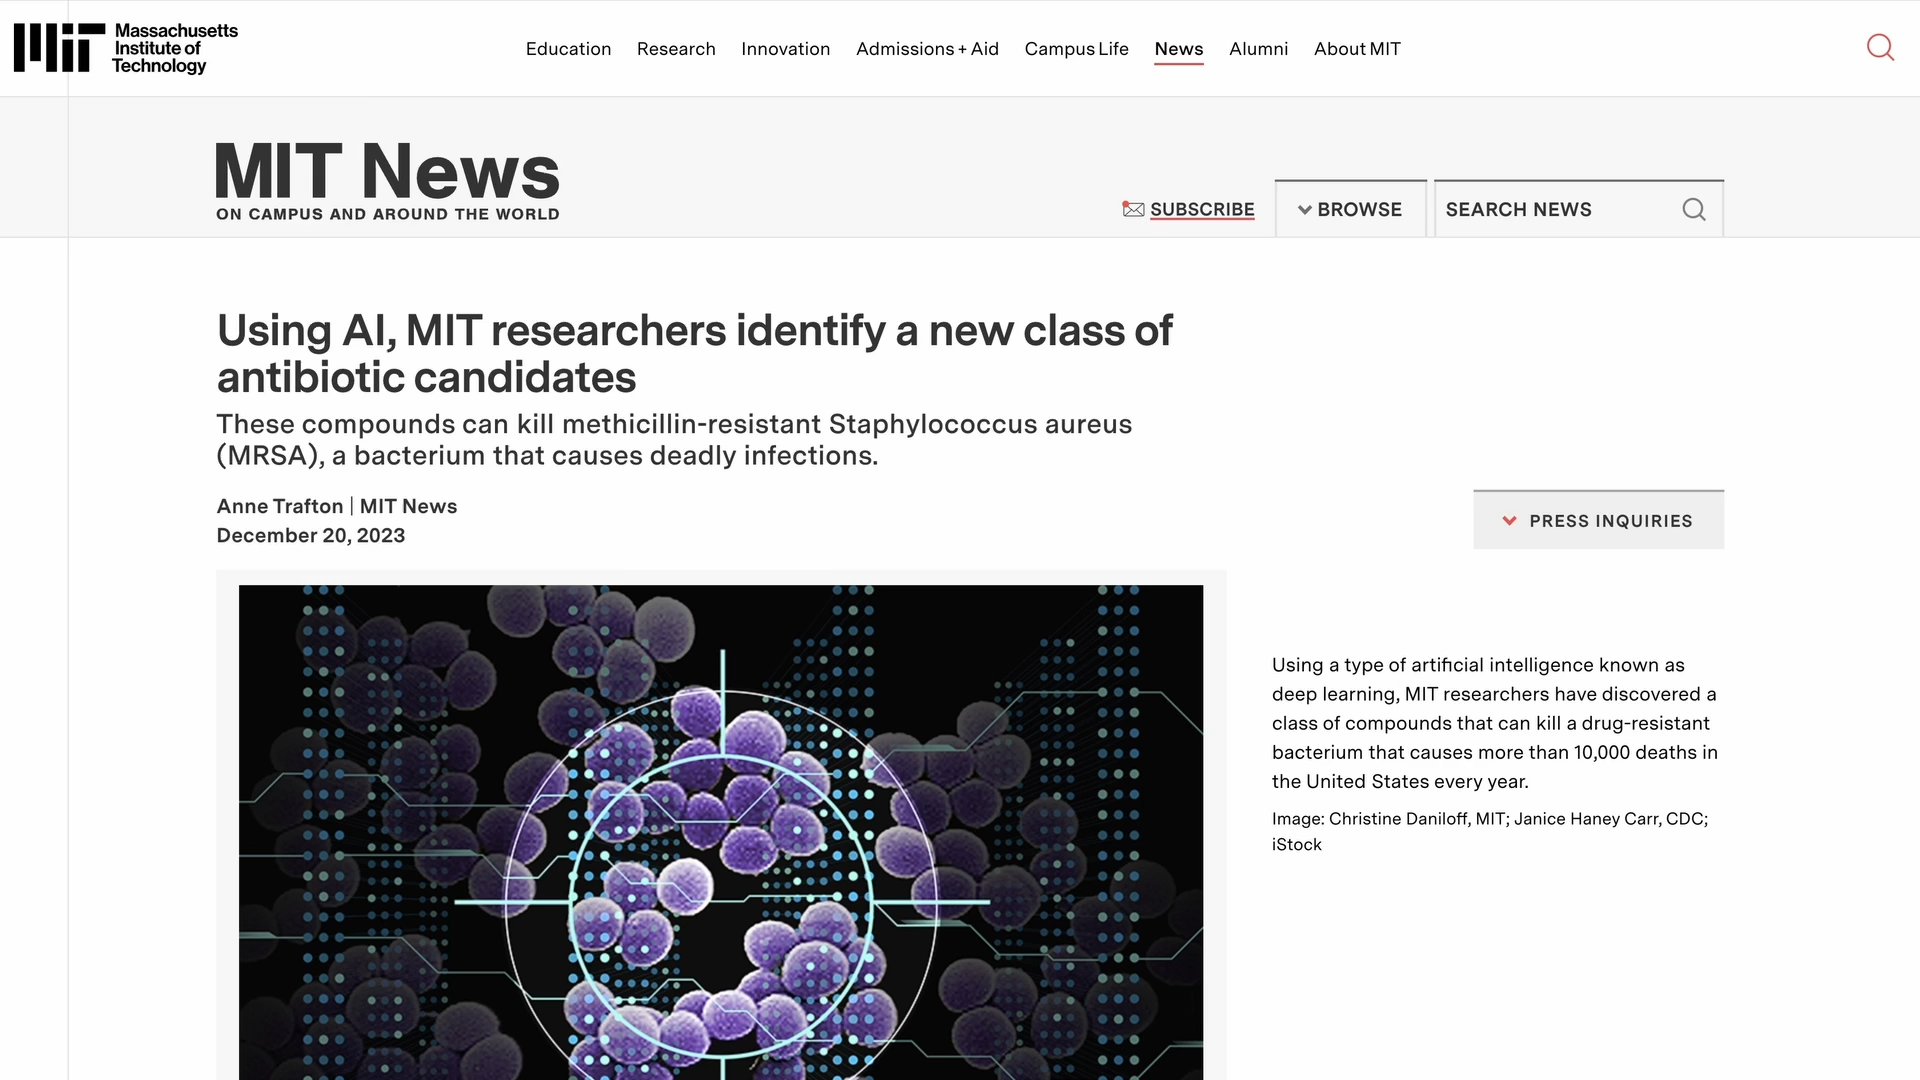 Massachusetts
Institute of
Technology
Education Research Innovation Admissions + Aid Campus Life News Alumni About MIT
MIT News
ON CAMPUS AND AROUND THE WORLD
SUBSCRIBE
BROWSE
SEARCH NEWS
Using AI, MIT researchers identify a new class of
antibiotic candidates
These compounds can kill methicillin-resistant Staphylococcus aureus
(MRSA), a bacterium that causes deadly infections.
Anne Trafton | MIT News
December 20, 2023
PRESS INQUIRIES
Using a type of artificial intelligence known as
deep learning, MIT researchers have discovered a
class of compounds that can kill a drug-resistant
bacterium that causes more than 10,000 deaths in
the United States every year.
Image: Christine Daniloff, MIT; Janice Haney Carr, CDC;
iStock